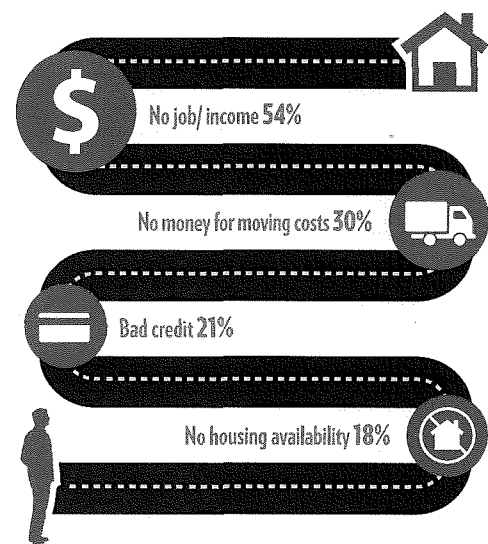 $
No job/ income 54%
No money for moving costs 30%
Bad credit 21%
No housing availability 18%